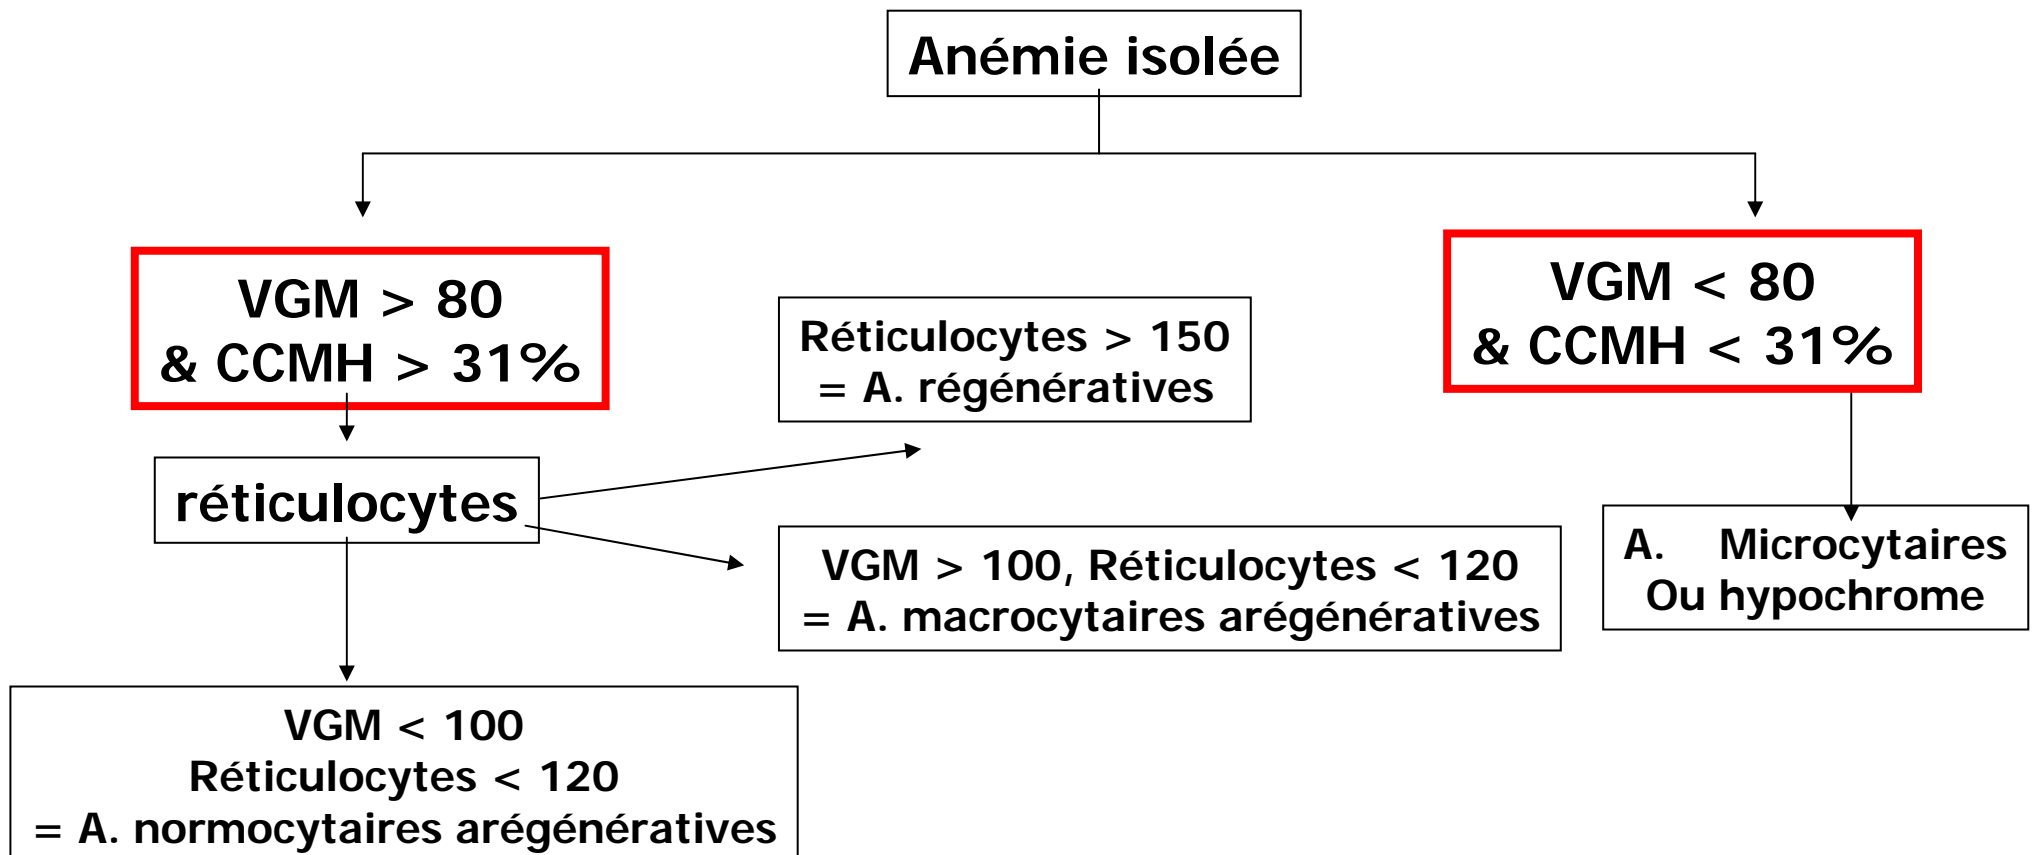 Anémie isolée
VGM > 80
& CCMH > 31%
VGM < 80
& CCMH < 31%
Réticulocytes > 150
= A. régénératives
réticulocytes
VGM > 100, Réticulocytes < 120
= A. macrocytaires arégénératives
A. Microcytaires
Ou hypochrome
VGM < 100
Réticulocytes < 120
= A. normocytaires arégénératives